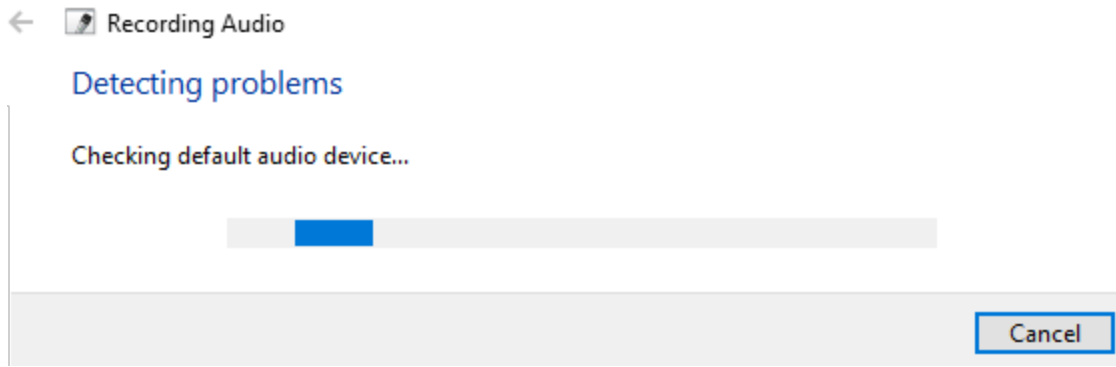 Recording Audio
Detecting problems
Checking default audio device...
Cancel